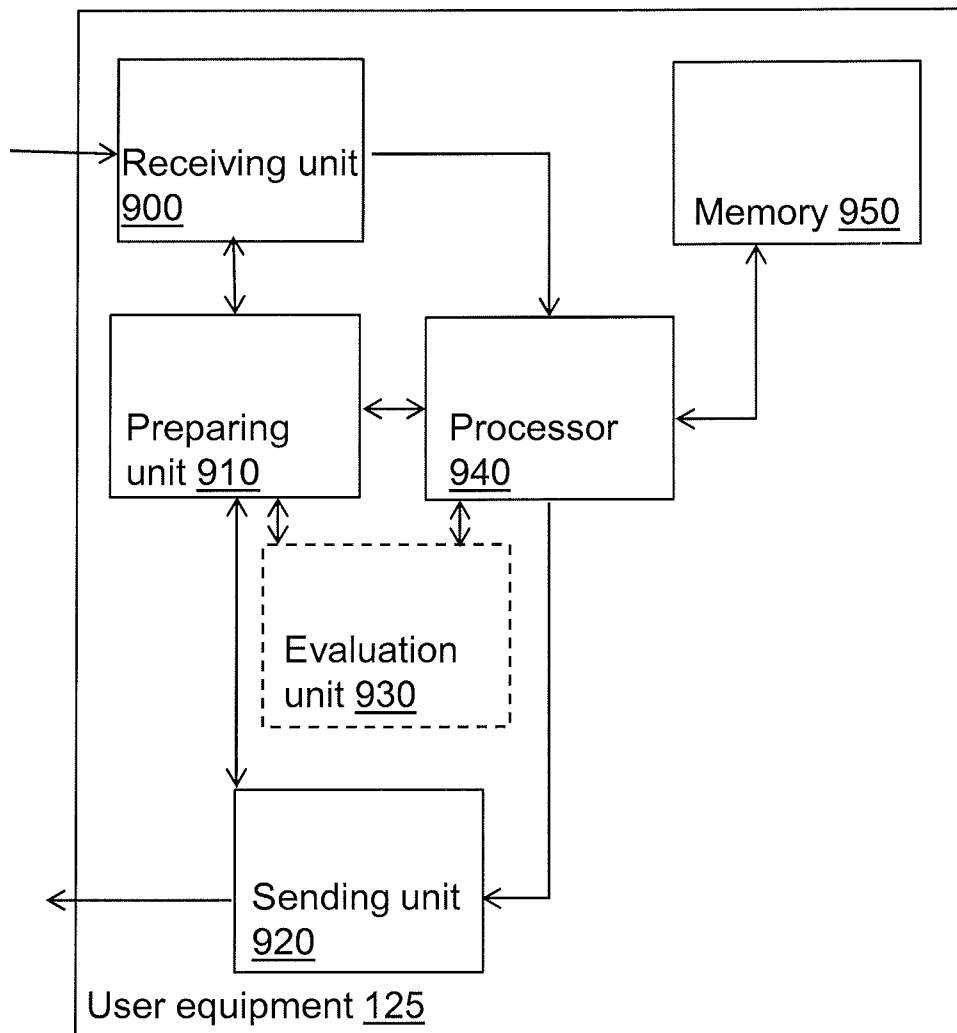 Receiving unit
900
Memory 950
Preparing
unit 910
Processor
940
Evaluation
unit 930
Sending unit
920
User equipment 125